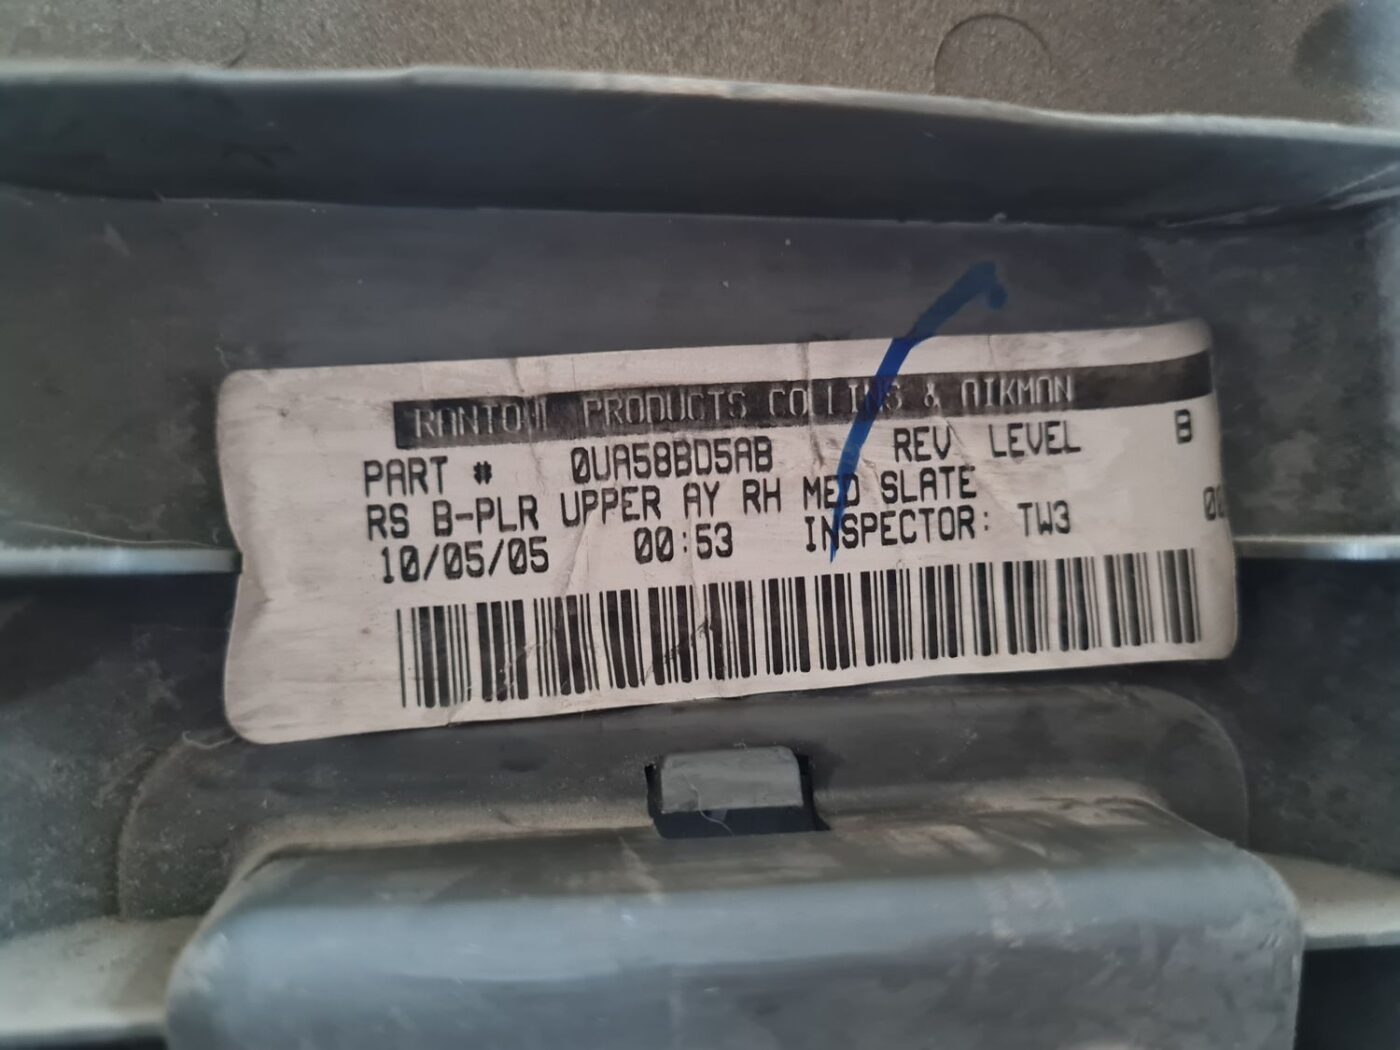 RANTOUL PRODUCTS COLLINS & AIKMAN
PART # 0UA58BD5AB REV LEVEL B
RS B-PLR UPPER AY RH MED SLATE
10/05/05 00:53 INSPECTOR: TW3